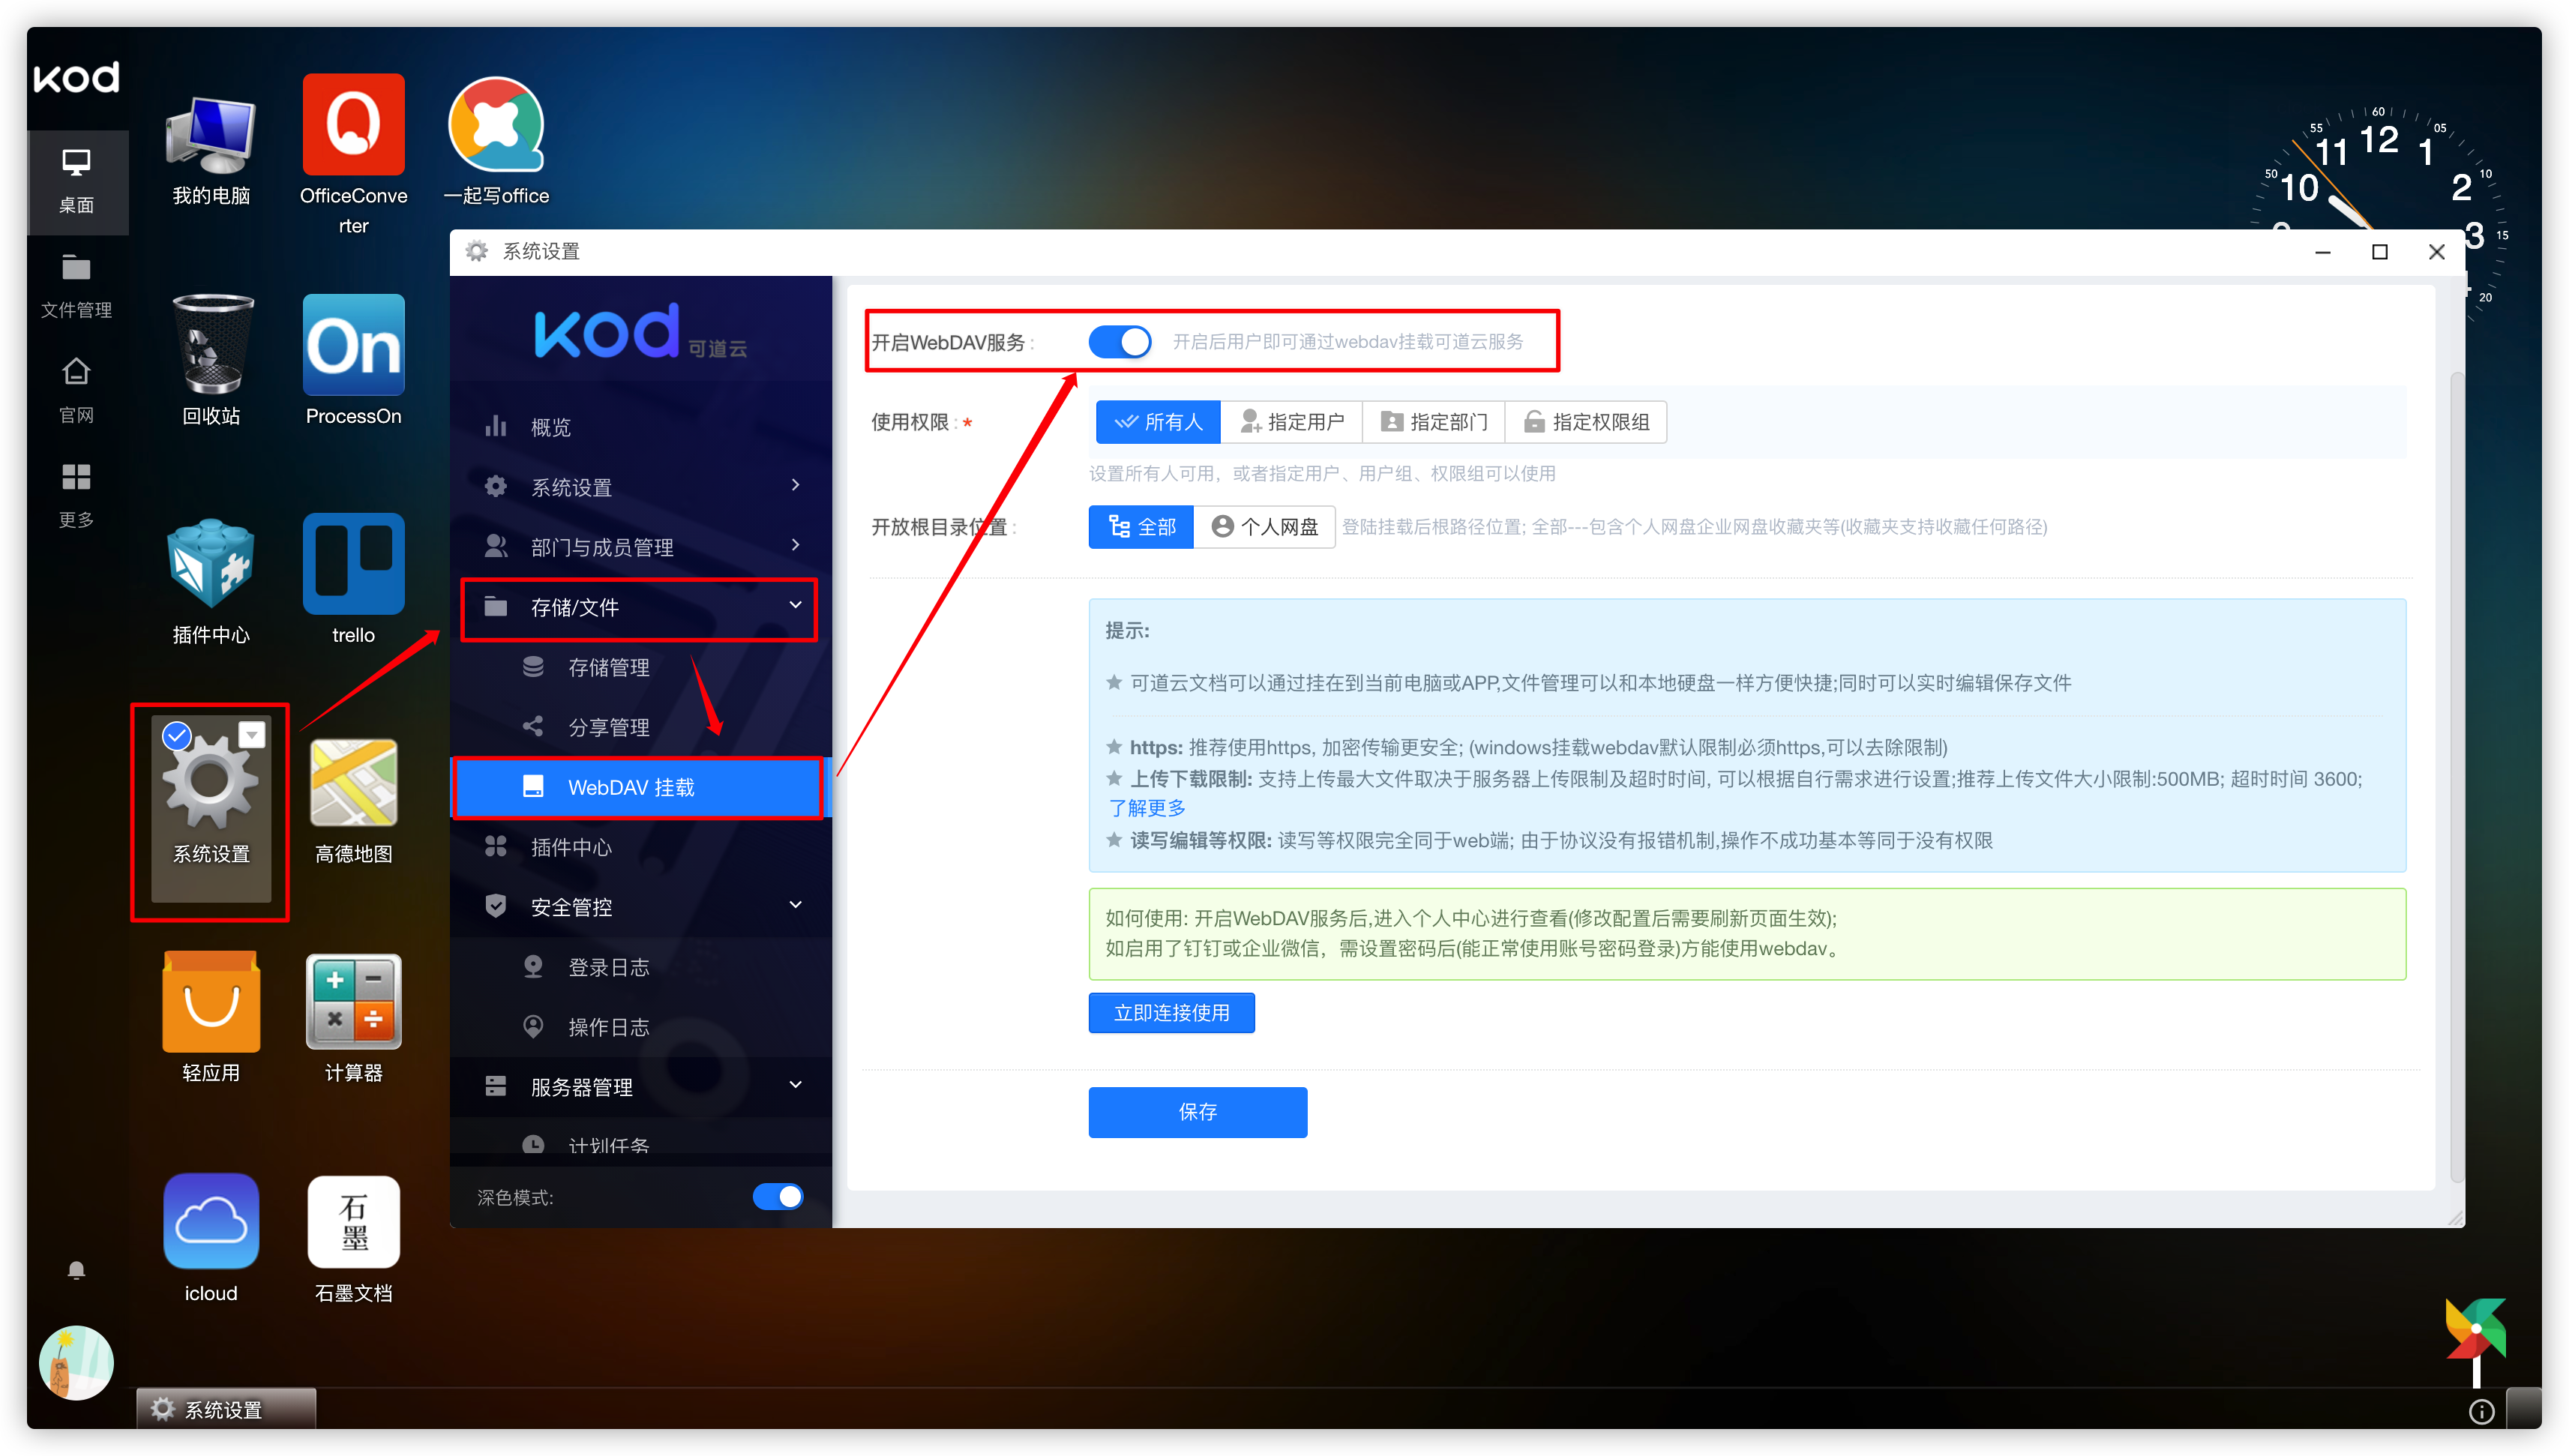 kod
桌面
文件管理
官网
更多
我的电脑
OfficeConve
rter
一起写office
回收站
On
ProcessOn
插件中心
trello
系统设置
高德地图
轻应用
计算器
icloud
石墨
石墨文档
60
55
05
50
10
15
20
11
12
1
10
2
3
系统设置
kod 可道云
概览
系统设置
部门与成员管理
存储/文件
存储管理
分享管理
WebDAV 挂载
插件中心
安全管控
登录日志
操作日志
服务器管理
计划任务
深色模式:
开启WebDAV服务: 开启后用户即可通过webdav挂载可道云服务
使用权限: * 所有人 指定用户 指定部门 指定权限组
设置所有人可用，或者指定用户、用户组、权限组可以使用
开放根目录位置: 全部 个人网盘 登陆挂载后根路径位置; 全部---包含个人网盘企业网盘收藏夹等(收藏夹支持收藏任何路径)
提示:
★ 可道云文档可以通过挂在到当前电脑或APP,文件管理可以和本地硬盘一样方便快捷;同时可以实时编辑保存文件
★ https: 推荐使用https, 加密传输更安全; (windows挂载webdav默认限制必须https,可以去除限制)
★ 上传下载限制: 支持上传最大文件取决于服务器上传限制及超时时间, 可以根据自行需求进行设置;推荐上传文件大小限制:500MB; 超时时间 3600;
了解更多
★ 读写编辑等权限: 读写等权限完全同于web端; 由于协议没有报错机制,操作不成功基本等同于没有权限
如何使用: 开启WebDAV服务后,进入个人中心进行查看(修改配置后需要刷新页面生效);
如启用了钉钉或企业微信，需设置密码后(能正常使用账号密码登录)方能使用webdav。
立即连接使用
保存
系统设置